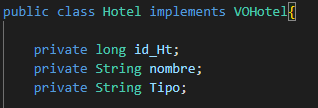 public class Hotel implements VOHotel{
private long id_Ht;
private String nombre;
private String Tipo;